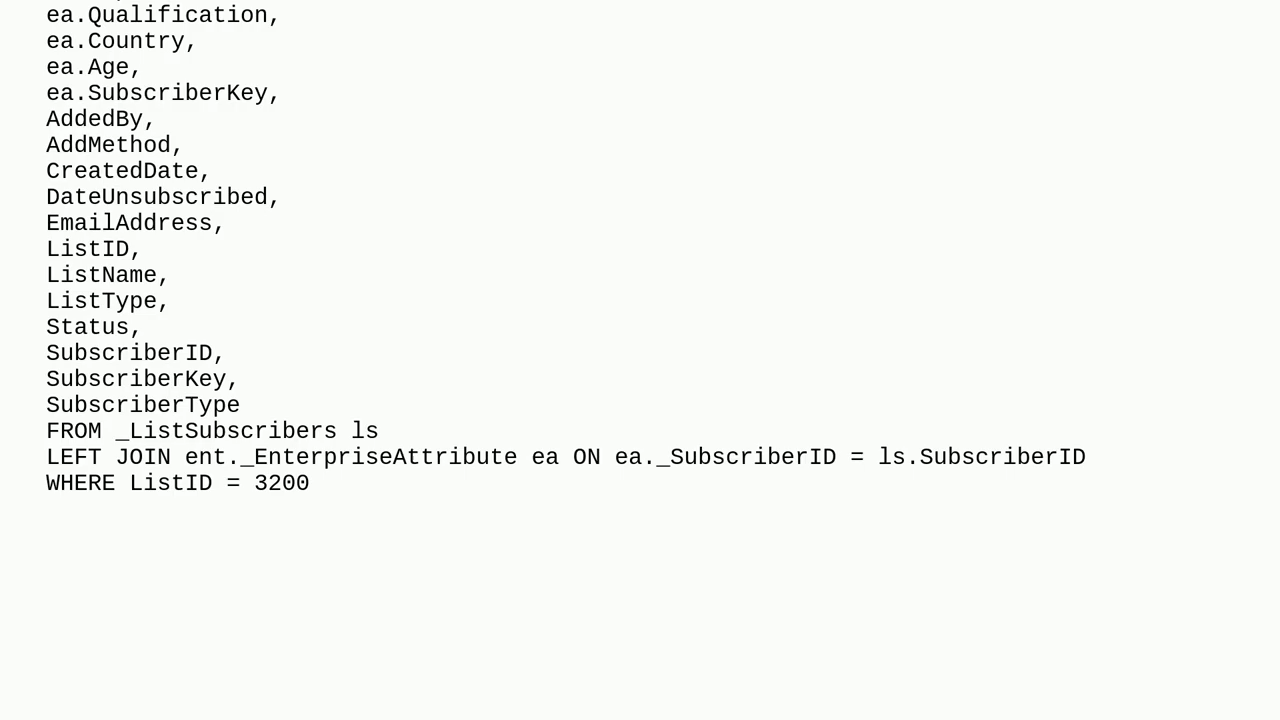 ea.Qualification,
ea.Country,
ea.Age,
ea.SubscriberKey,
AddedBy,
AddMethod,
CreatedDate,
DateUnsubscribed,
EmailAddress,
ListID,
ListName,
ListType,
Status,
SubscriberID,
SubscriberKey,
SubscriberType
FROM _ListSubscribers ls
LEFT JOIN ent._EnterpriseAttribute ea ON ea._SubscriberID = ls.SubscriberID
WHERE ListID = 3200